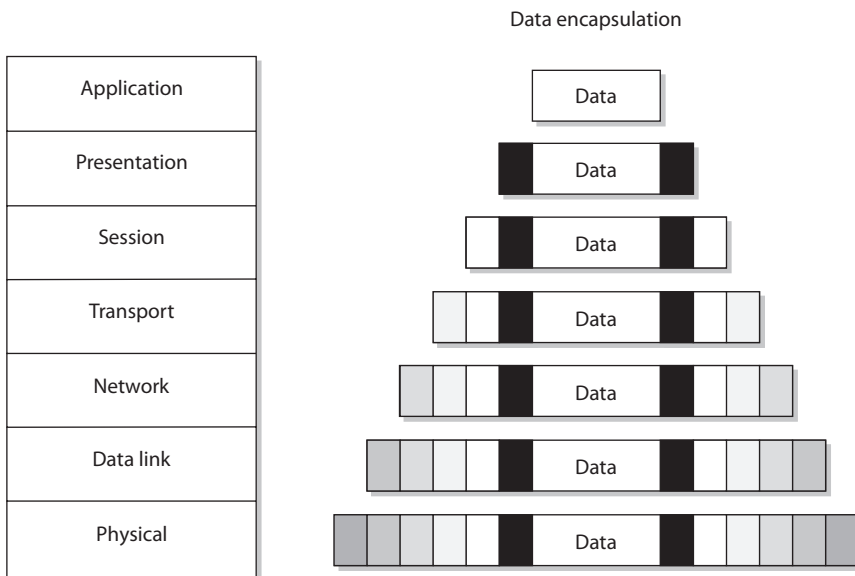 Data encapsulation
Application
Data
Presentation
Data
Session
Data
Transport
Data
Network
Data
Data link
Data
Physical
Data